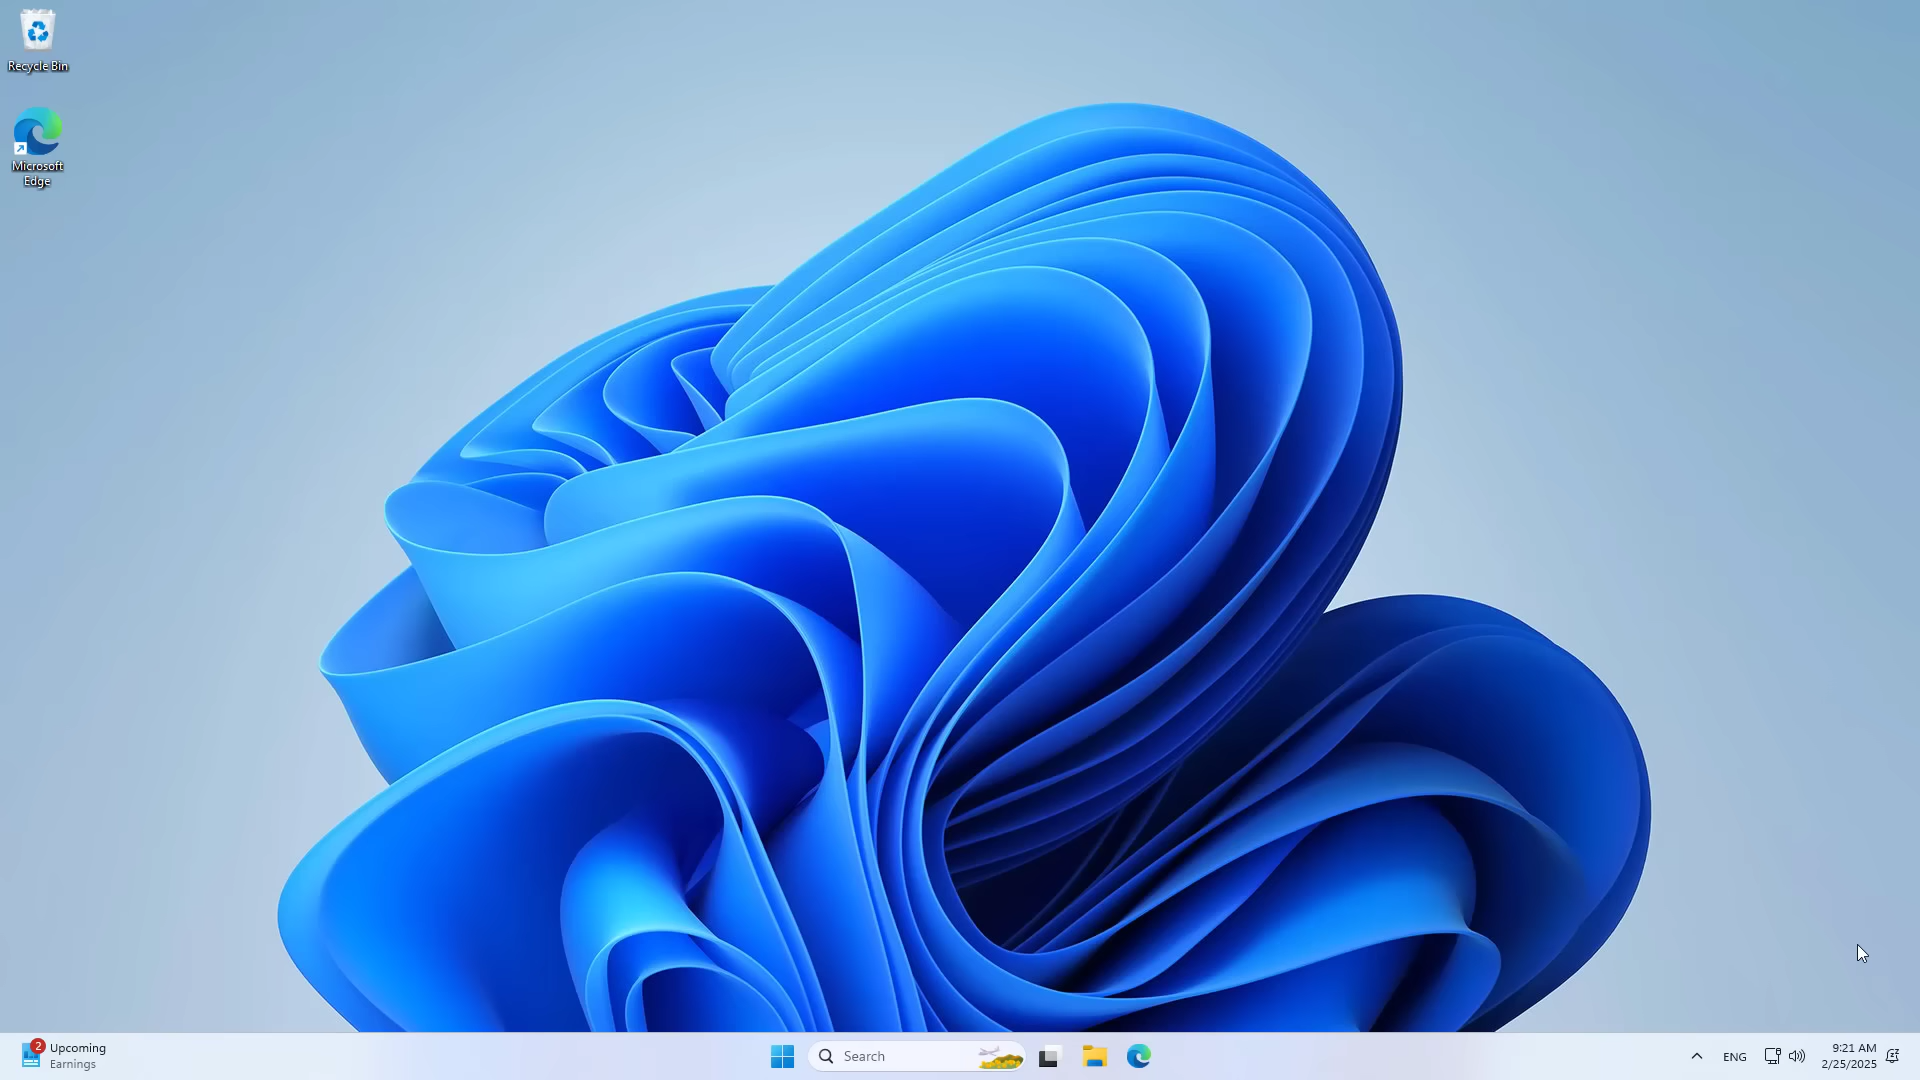 Recycle Bin
Microsoft
Edge
2
Upcoming
Earnings
Search
ENG
9:21 AM
2/25/2025